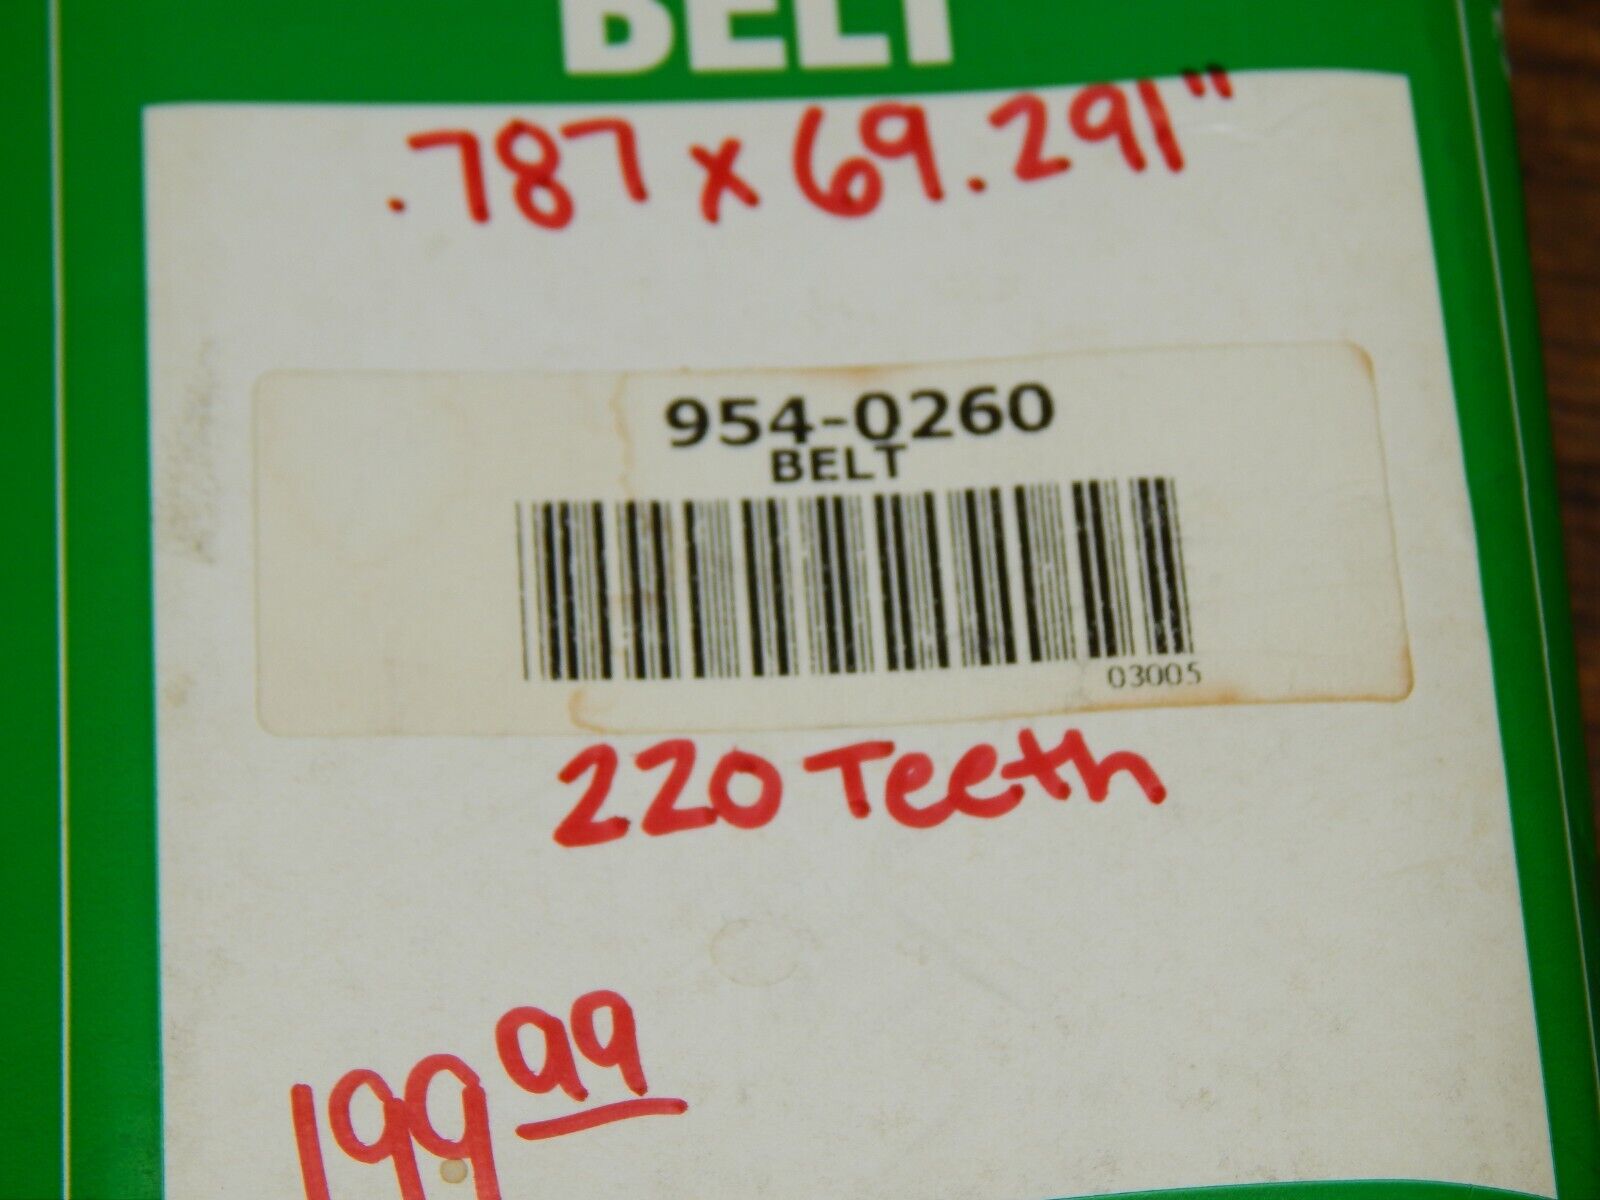 BELT
.787 x 69.291"
954-0260
BELT
03005
220 Teeth
199 99